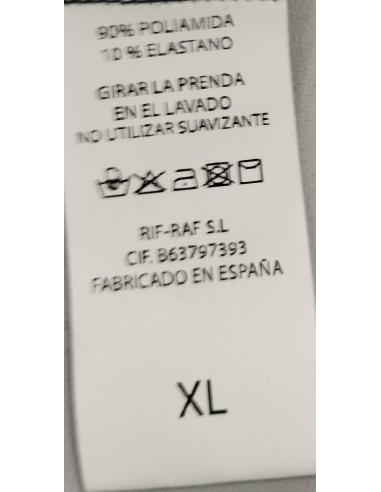 90% POLIAMIDA
10 % ELASTANO
GIRAR LA PRENDA
EN EL LAVADO
NO UTILIZAR SUAVIZANTE
RIF-RAF S.L
CIF. B63797393
FABRICADO EN ESPAÑA
XL